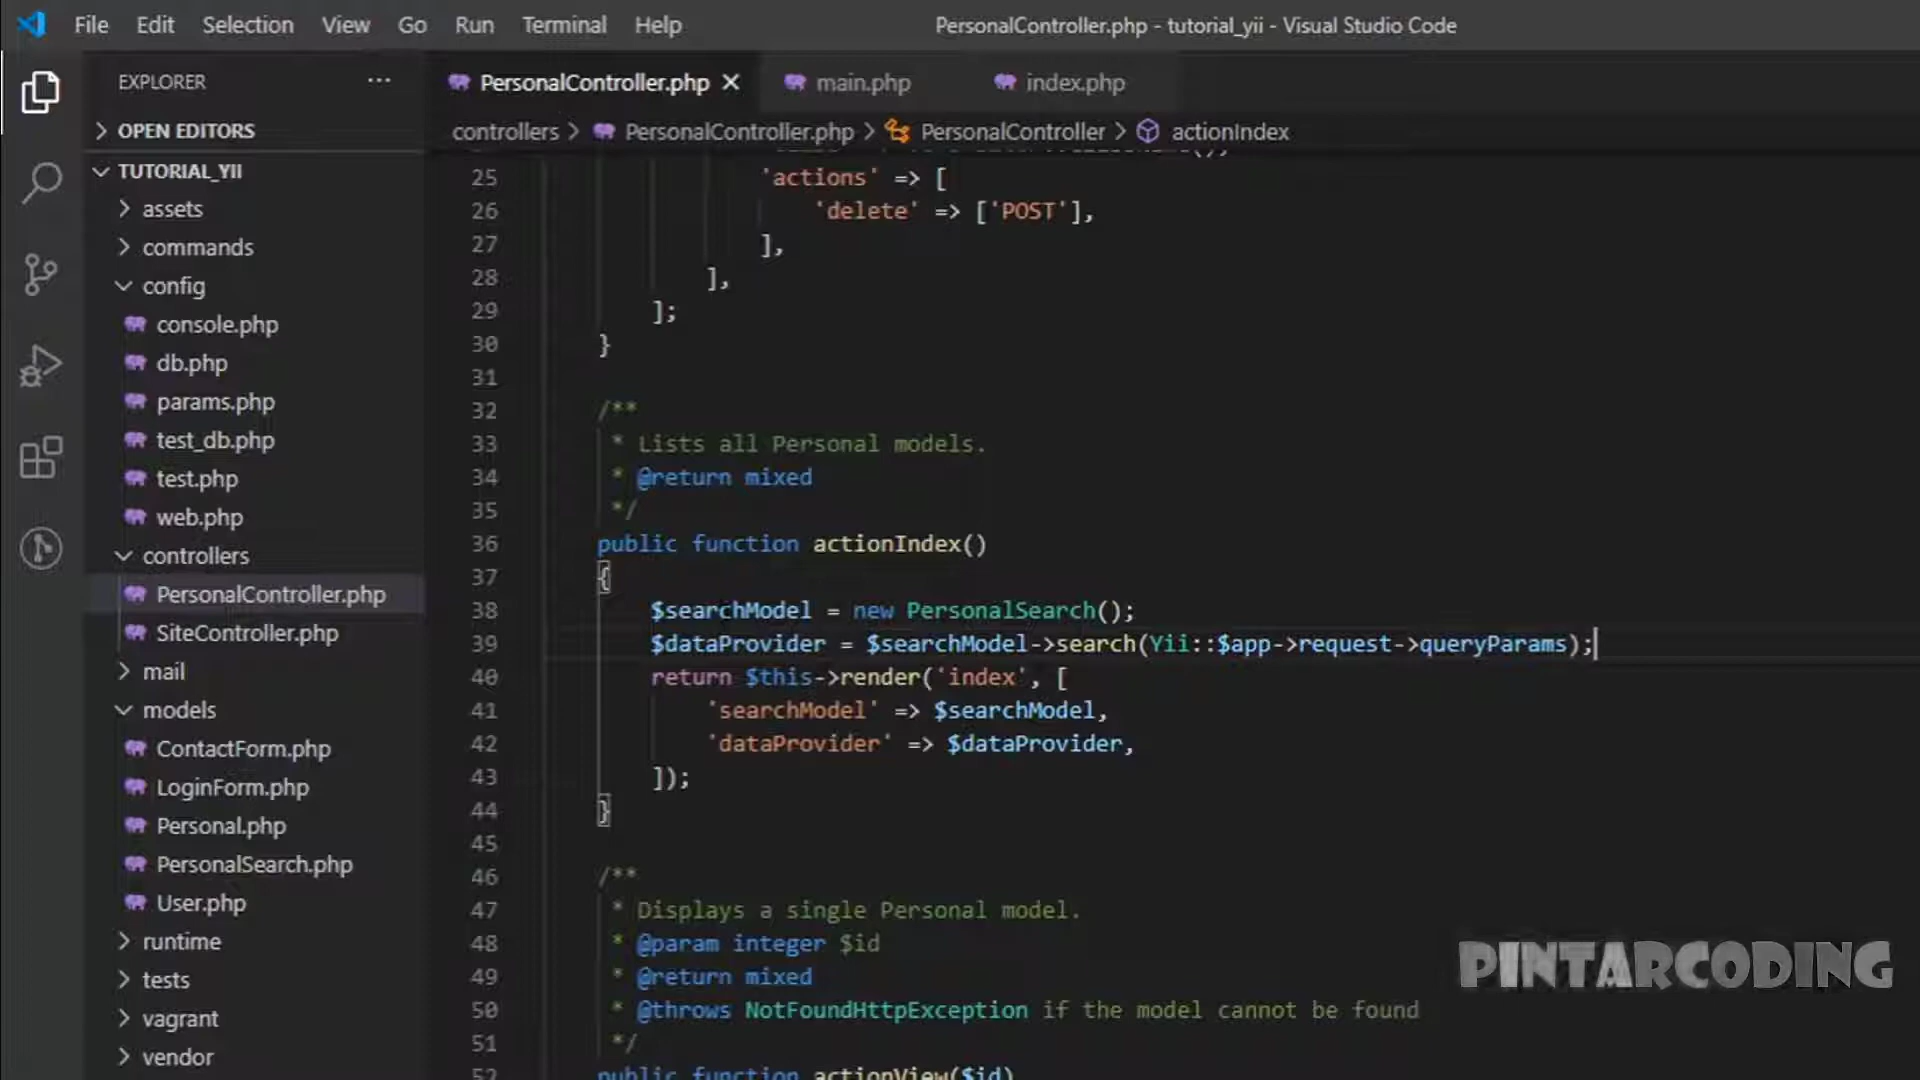 File Edit Selection View Go Run Terminal Help
PersonalController.php - tutorial_yii - Visual Studio Code
EXPLORER
OPEN EDITORS
TUTORIAL_YII
assets
commands
config
console.php
db.php
params.php
test_db.php
test.php
web.php
controllers
PersonalController.php
SiteController.php
mail
models
ContactForm.php
LoginForm.php
Personal.php
PersonalSearch.php
User.php
runtime
tests
vagrant
vendor
PersonalController.php main.php index.php
controllers > PersonalController.php > PersonalController > actionIndex
25 'actions' => [
26 'delete' => ['POST'],
27 ],
28 ],
29 ];
30 }
31
32 /**
33 * Lists all Personal models.
34 * @return mixed
35 */
36 public function actionIndex()
37 {
38 $searchModel = new PersonalSearch();
39 $dataProvider = $searchModel->search(Yii::$app->request->queryParams);
40 return $this->render('index', [
41 'searchModel' => $searchModel,
42 'dataProvider' => $dataProvider,
43 ]);
44 }
45
46 /**
47 * Displays a single Personal model.
48 * @param integer $id
49 * @return mixed
50 * @throws NotFoundHttpException if the model cannot be found
51 */
52 public function actionView($id)
PINTARCODING